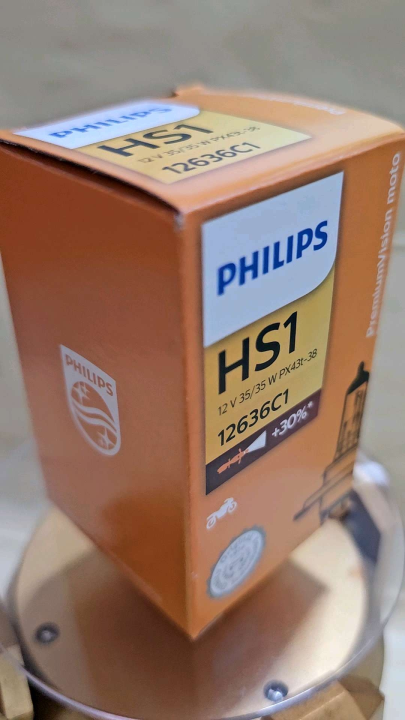 PHILIPS
HS1
12 V 35/35 W PX43t-38
12636C1
PHILIPS
HS1
12 V 35/35 W PX43t-38
12636C1
+30%*
PremiumVision moto
PHILIPS